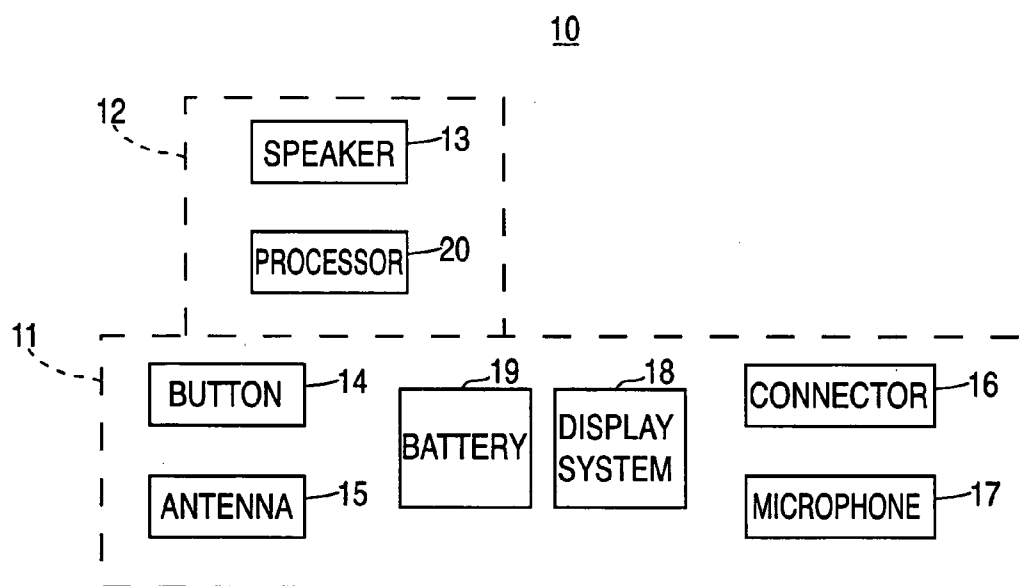 10
12
SPEAKER
13
PROCESSOR
20
11
BUTTON
14
19
BATTERY
18
DISPLAY
SYSTEM
CONNECTOR
16
ANTENNA
15
MICROPHONE
17